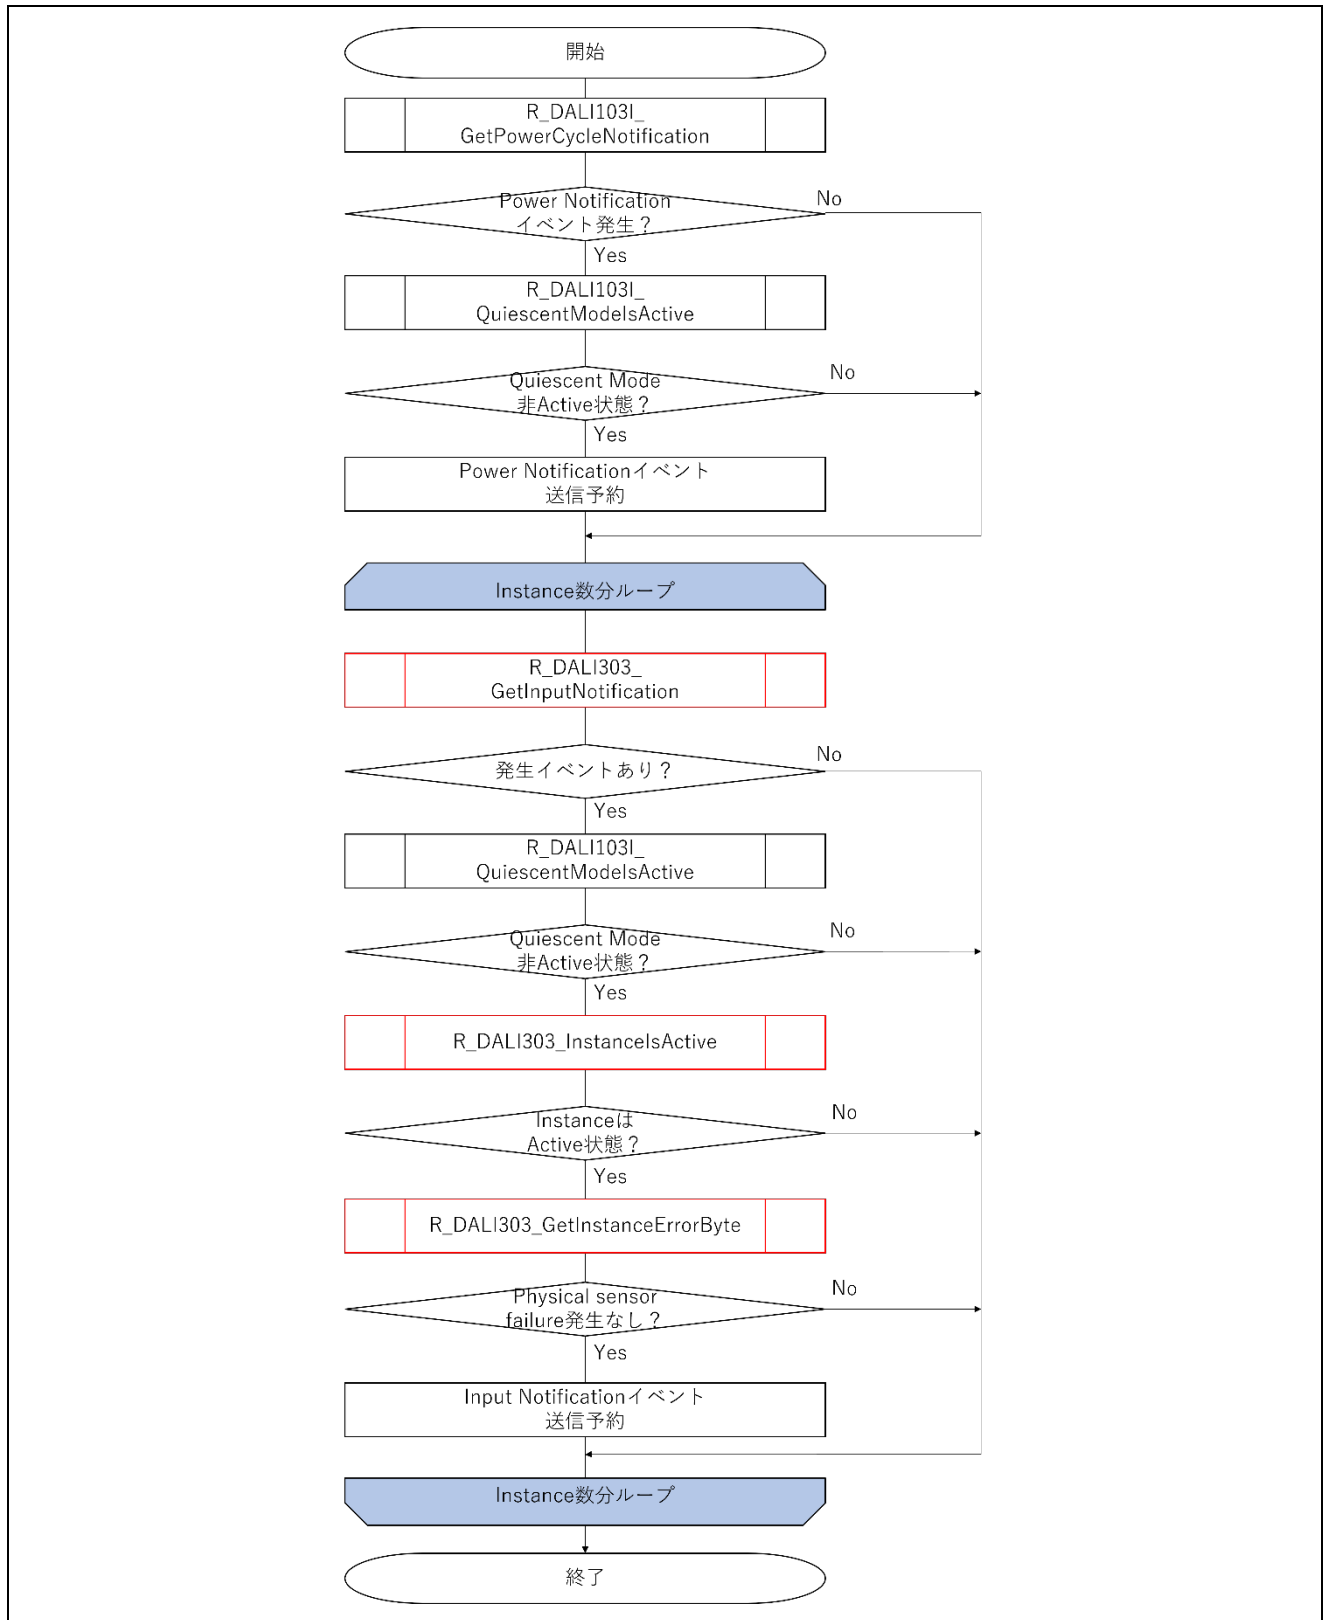 開始
R_DALI103I_
GetPowerCycleNotification
Power Notification
イベント発生？
No
Yes
R_DALI103I_
QuiescentModeIsActive
Quiescent Mode
非Active状態？
No
Yes
Power Notificationイベント
送信予約
Instance数分ループ
R_DALI303_
GetInputNotification
発生イベントあり？
No
Yes
R_DALI103I_
QuiescentModeIsActive
Quiescent Mode
非Active状態？
No
Yes
R_DALI303_InstanceIsActive
Instanceは
Active状態？
No
Yes
R_DALI303_GetInstanceErrorByte
Physical sensor
failure発生なし？
No
Yes
Input Notificationイベント
送信予約
Instance数分ループ
終了